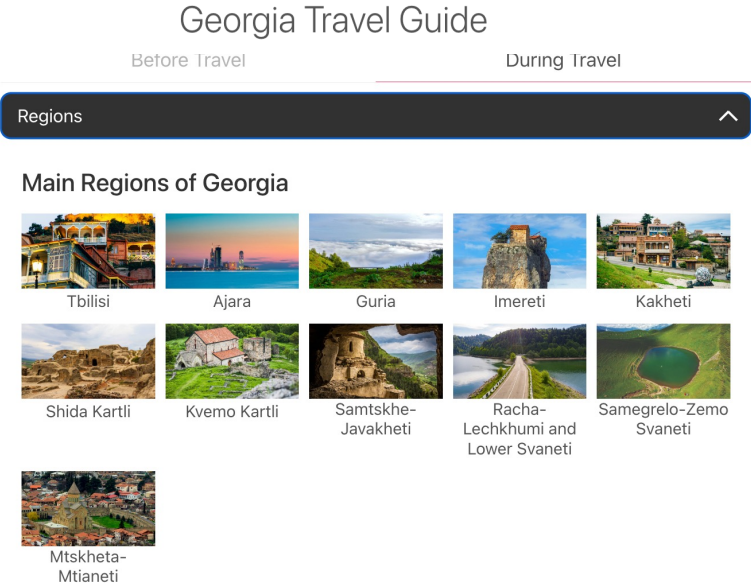 Georgia Travel Guide
Before Travel
During Travel
Regions
Main Regions of Georgia
Tbilisi
Ajara
Guria
Imereti
Kakheti
Shida Kartli
Kvemo Kartli
Samtskhe-
Javakheti
Racha-
Lechkhumi and
Lower Svaneti
Samegrelo-Zemo
Svaneti
Mtskheta-
Mtianeti